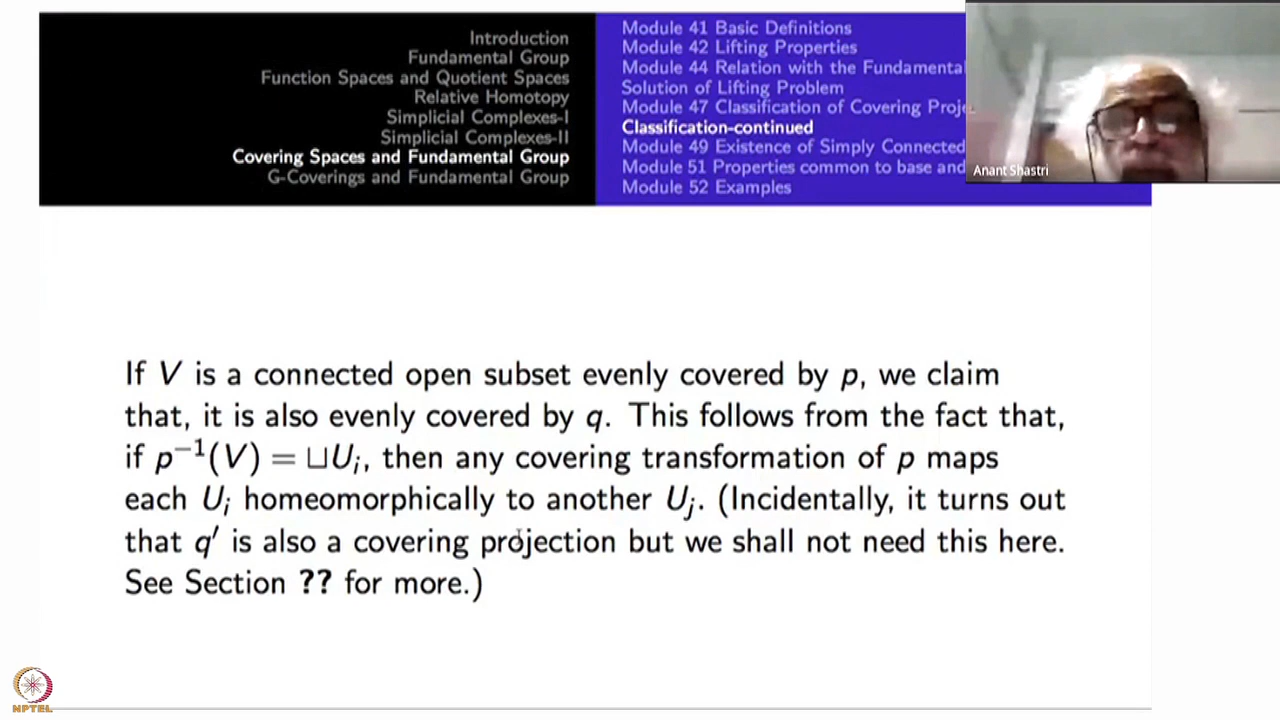 Introduction
Fundamental Group
Function Spaces and Quotient Spaces
Relative Homotopy
Simplicial Complexes-I
Simplicial Complexes-II
Covering Spaces and Fundamental Group
G-Coverings and Fundamental Group
Module 41 Basic Definitions
Module 42 Lifting Properties
Module 44 Relation with the Fundamental
Solution of Lifting Problem
Module 47 Classification of Covering Proje
Classification-continued
Module 49 Existence of Simply Connected
Module 51 Properties common to base and
Module 52 Examples
Anant Shastri
If V is a connected open subset evenly covered by p, we claim
that, it is also evenly covered by q. This follows from the fact that,
if p⁻¹(V) = ⊔Uᵢ, then any covering transformation of p maps
each Uᵢ homeomorphically to another Uⱼ. (Incidentally, it turns out
that q′ is also a covering projection but we shall not need this here.
See Section ?? for more.)
NPTEL